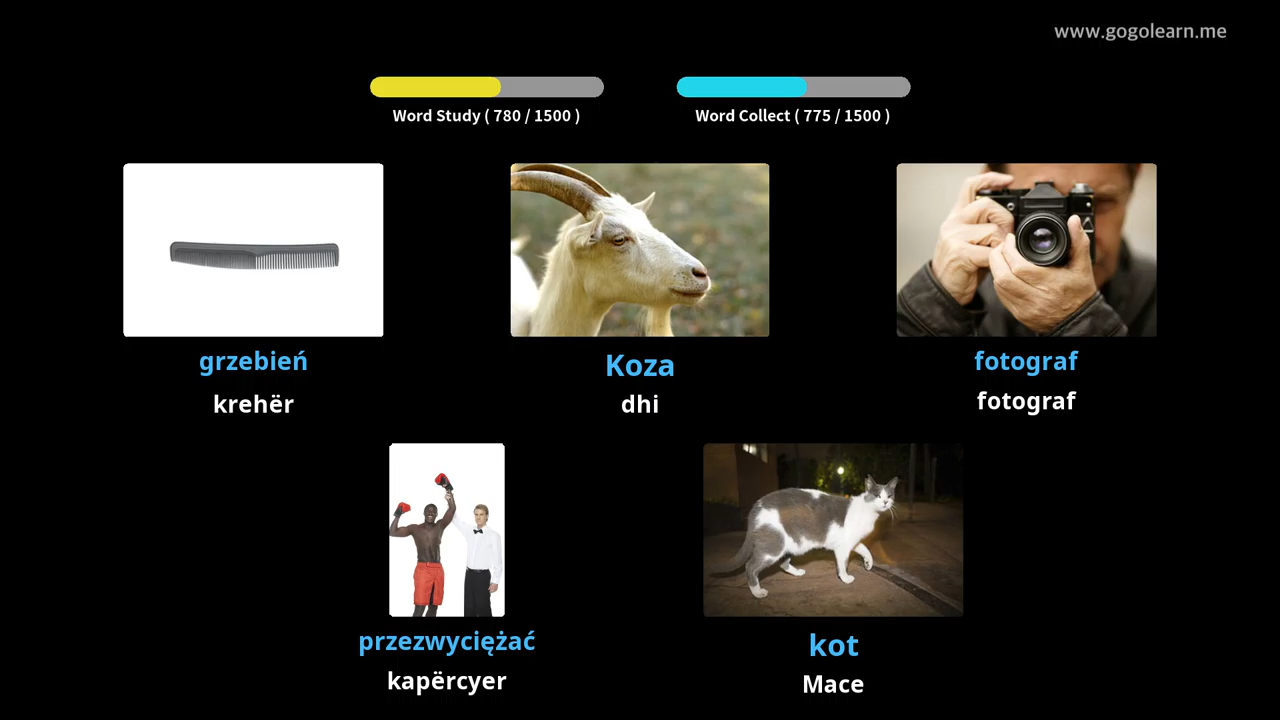 www.gogolearn.me
Word Study ( 780 / 1500 )
Word Collect ( 775 / 1500 )
grzebień
Koza
fotograf
krehër
dhi
fotograf
przezwyciężać
kot
kapërcyer
Mace